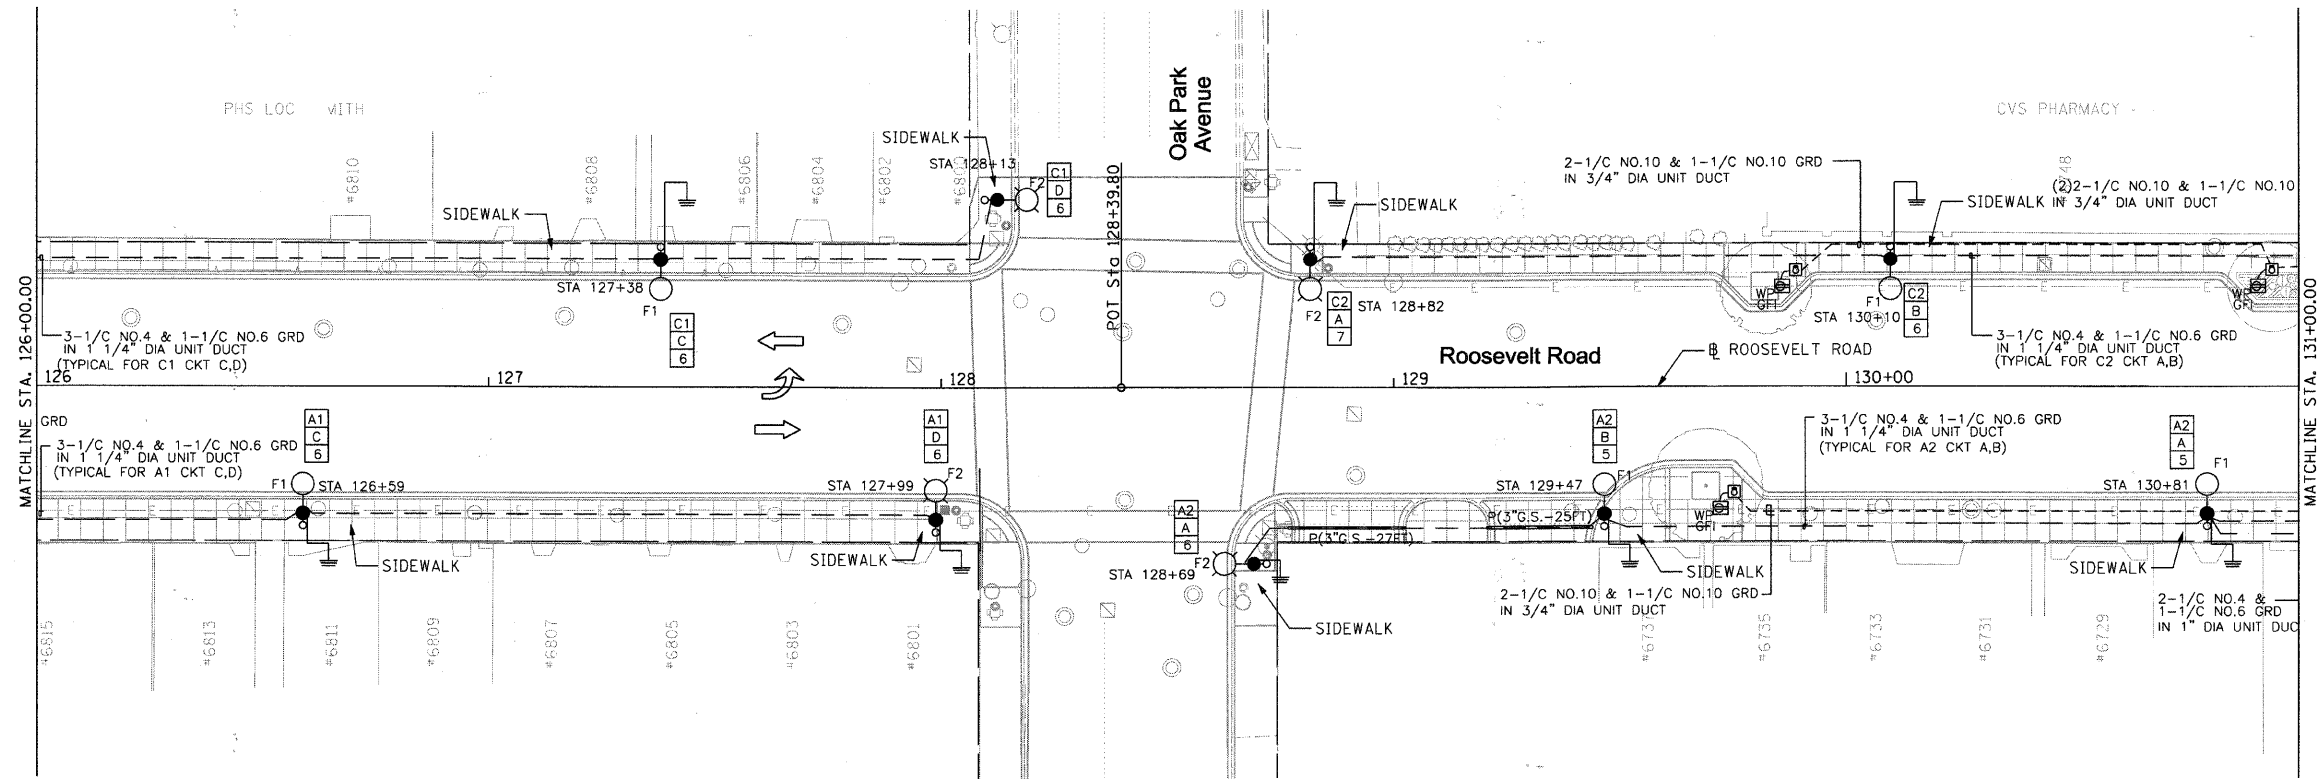 MATCHLINE STA. 126+00.00
PHS LOC
#6810
#6808
#6806
#6804
#6802
SIDEWALK
STA 127+38
F1
C1
C
6
SIDEWALK
STA 128+13
F2
C1
D
6
3-1/C NO.4 & 1-1/C NO.6 GRD
IN 1 1/4" DIA UNIT DUCT
(TYPICAL FOR C1 CKT C,D)
Oak Park
Avenue
POT Sta 128+39.80
SIDEWALK
F2
C2
A
7
STA 128+82
2-1/C NO.10 & 1-1/C NO.10 GRD
IN 3/4" DIA UNIT DUCT
CVS PHARMACY
(2)2-1/C NO.10 & 1-1/C NO.10
IN 3/4" DIA UNIT DUCT
SIDEWALK
WP
GFI
F1
STA 130+10
C2
B
6
WP
GFI
3-1/C NO.4 & 1-1/C NO.6 GRD
IN 1 1/4" DIA UNIT DUCT
(TYPICAL FOR C2 CKT A,B)
Roosevelt Road
ROOSEVELT ROAD
126
127
128
129
130+00
MATCHLINE STA. 131+00.00
GRD
3-1/C NO.4 & 1-1/C NO.6 GRD
IN 1 1/4" DIA UNIT DUCT
(TYPICAL FOR A1 CKT C,D)
A1
C
6
F1
STA 126+59
SIDEWALK
A1
D
6
F2
STA 127+99
SIDEWALK
A2
A
6
F2
STA 128+69
SIDEWALK
P(3"G.S.-27FT)
P(3"G.S.-25FT)
A2
B
5
F1
STA 129+47
SIDEWALK
WP
GFI
2-1/C NO.10 & 1-1/C NO.10 GRD
IN 3/4" DIA UNIT DUCT
3-1/C NO.4 & 1-1/C NO.6 GRD
IN 1 1/4" DIA UNIT DUCT
(TYPICAL FOR A2 CKT A,B)
A2
A
5
F1
STA 130+81
SIDEWALK
2-1/C NO.4 &
1-1/C NO.6 GRD
IN 1" DIA UNIT DUC
#6815
#6813
#6811
#6809
#6807
#6805
#6803
#6801
#6737
#6735
#6733
#6731
#6729